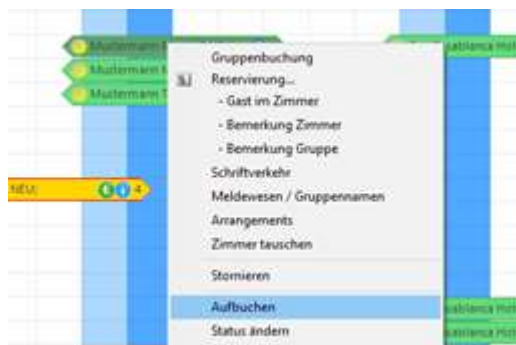 Mustermann
Gruppenbuchung
Reservierung...
Mustermann
- Gast im Zimmer
Mustermann
- Bemerkung Zimmer
- Bemerkung Gruppe
Schriftverkehr
NEU;
4
Meldewesen / Gruppennamen
Arrangements
Zimmer tauschen
Stornieren
Aufbuchen
Status ändern